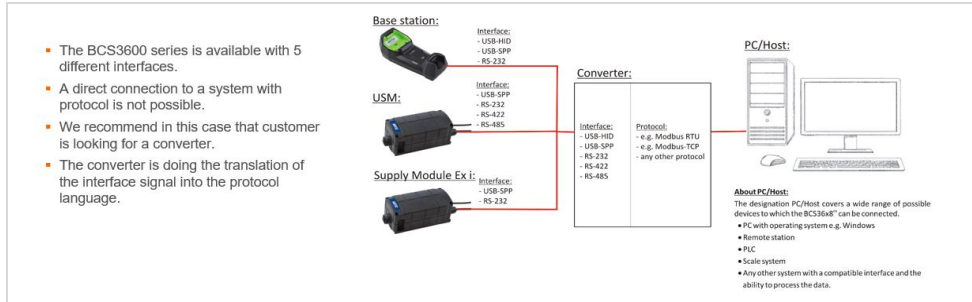 The BCS3600 series is available with 5
different interfaces.
A direct connection to a system with
protocol is not possible.
We recommend in this case that customer
is looking for a converter.
The converter is doing the translation of
the interface signal into the protocol
language.
Base station:
Interface:
- USB-HID
- USB-SPP
- RS-232
USM:
Interface:
- USB-SPP
- RS-232
- RS-422
- RS-485
Supply Module Ex i:
Interface:
- USB-SPP
- RS-232
Converter:
Interface:
- USB-HID
- USB-SPP
- RS-232
- RS-422
- RS-485
Protocol:
- e.g. Modbus RTU
- e.g. Modbus-TCP
- any other protocol
PC/Host:
About PC/Host:
The designation PC/Host covers a wide range of possible
devices to which the BCS36x8ᵉˣ can be connected.
• PC with operating system e.g. Windows
• Remote station
• PLC
• Scale system
• Any other system with a compatible interface and the
ability to process the data.